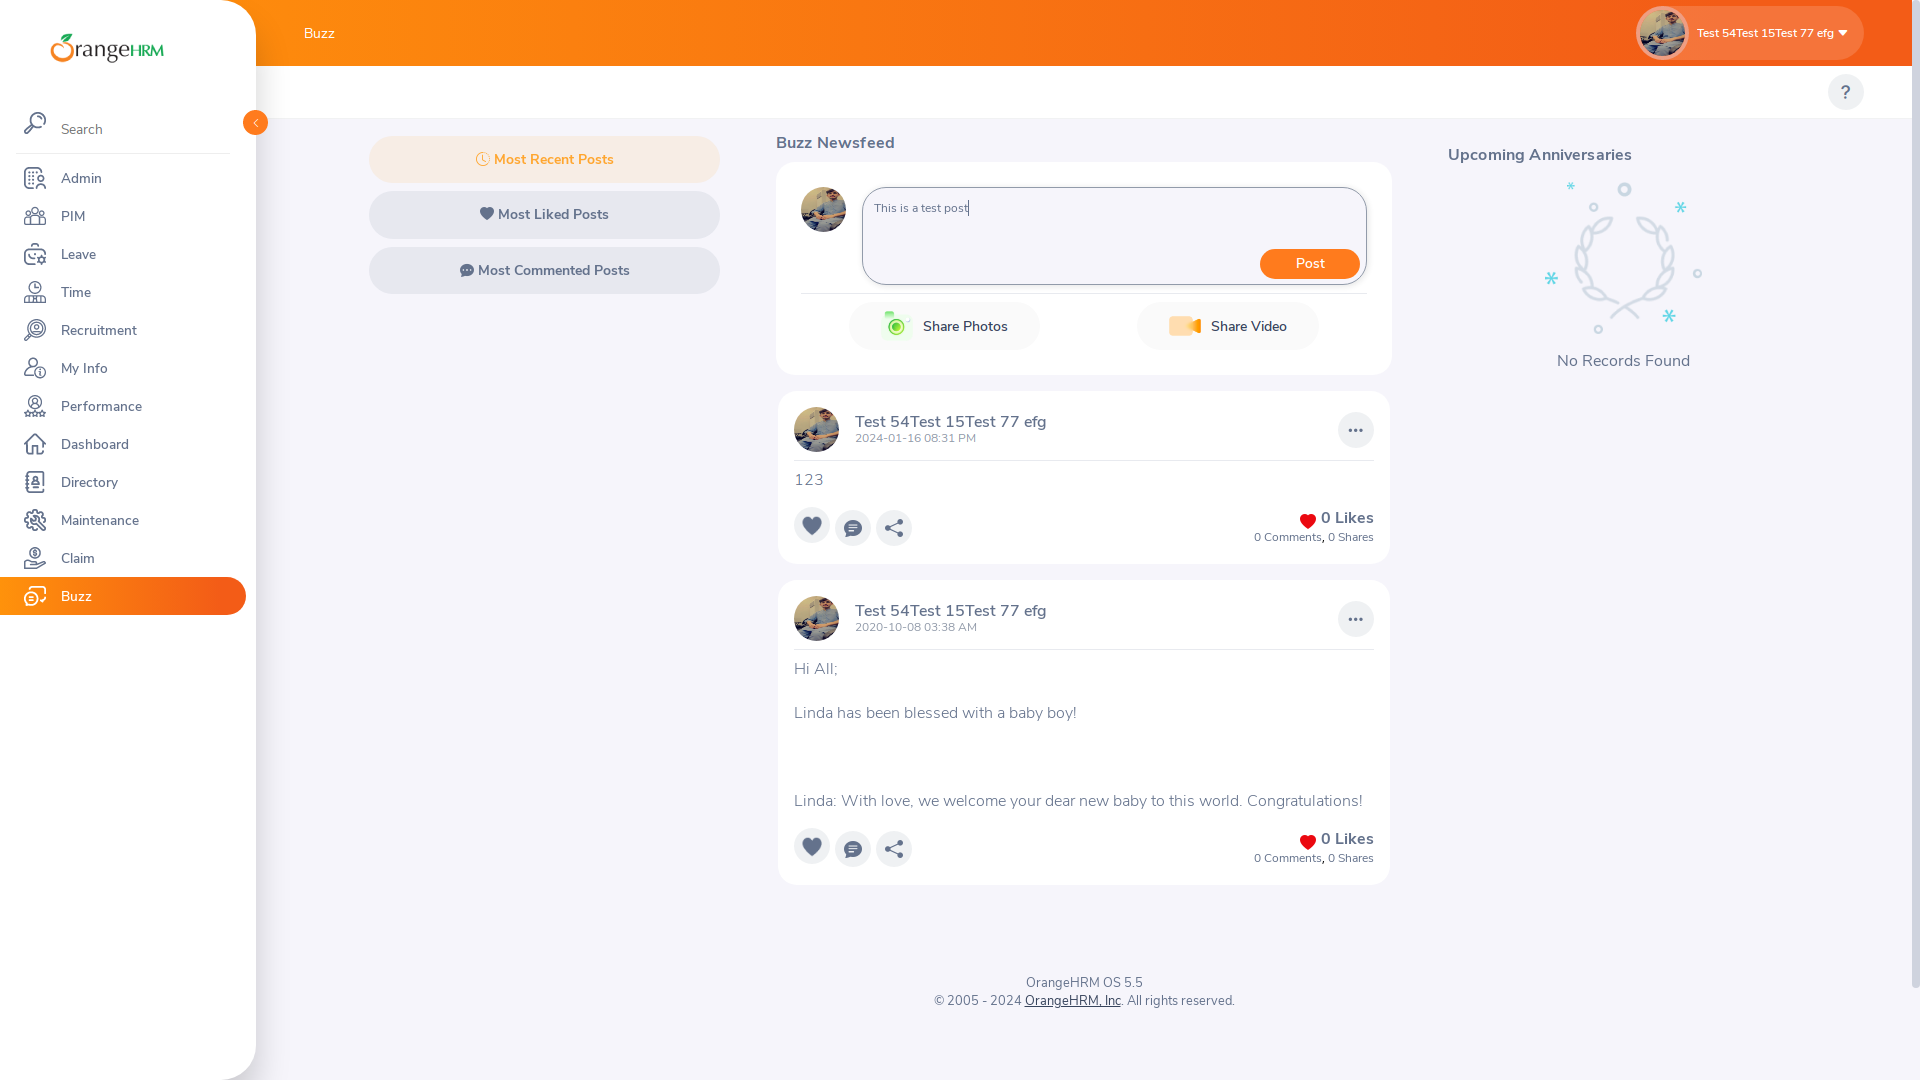 OrangeHRM
Search
Admin
PIM
Leave
Time
Recruitment
My Info
Performance
Dashboard
Directory
Maintenance
Claim
Buzz
Buzz
Test 54Test 15Test 77 efg
?
Most Recent Posts
Most Liked Posts
Most Commented Posts
Buzz Newsfeed
This is a test post
Post
Share Photos
Share Video
Test 54Test 15Test 77 efg
2024-01-16 08:31 PM
123
0 Likes
0 Comments, 0 Shares
Test 54Test 15Test 77 efg
2020-10-08 03:38 AM
Hi All;
Linda has been blessed with a baby boy!
Linda: With love, we welcome your dear new baby to this world. Congratulations!
0 Likes
0 Comments, 0 Shares
Upcoming Anniversaries
No Records Found
OrangeHRM OS 5.5
© 2005 - 2024 OrangeHRM, Inc. All rights reserved.